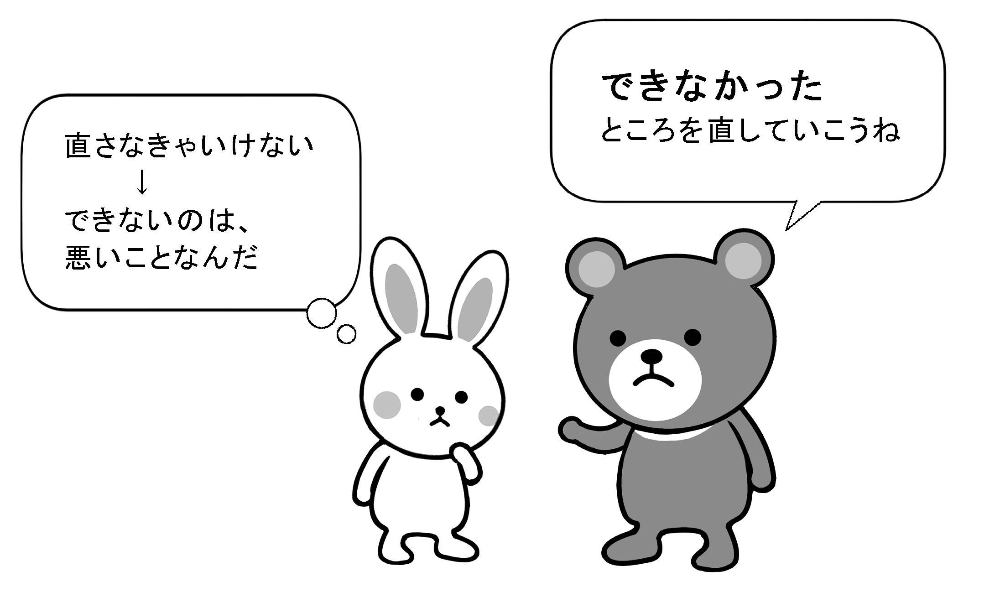 できなかった
ところを直していこうね
直さなきゃいけない
↓
できないのは、
悪いことなんだ